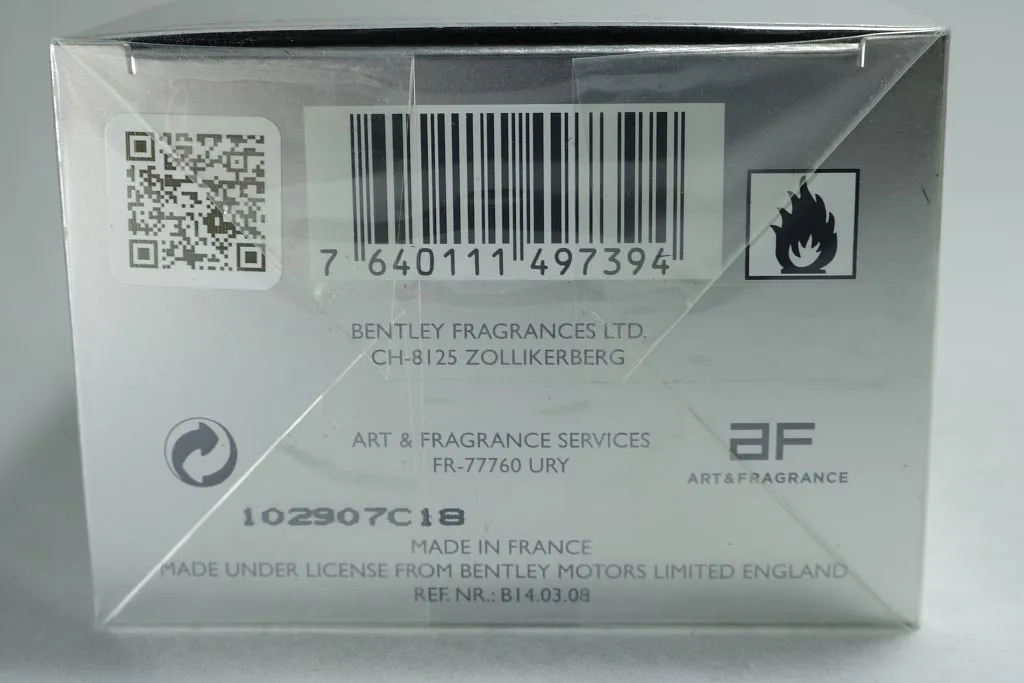 7 640111 497394
BENTLEY FRAGRANCES LTD.
CH-8125 ZOLLIKERBERG
ART & FRAGRANCE SERVICES
FR-77760 URY
aF
ART&FRAGRANCE
102907C18
MADE IN FRANCE
MADE UNDER LICENSE FROM BENTLEY MOTORS LIMITED ENGLAND
REF. NR.: B14.03.08